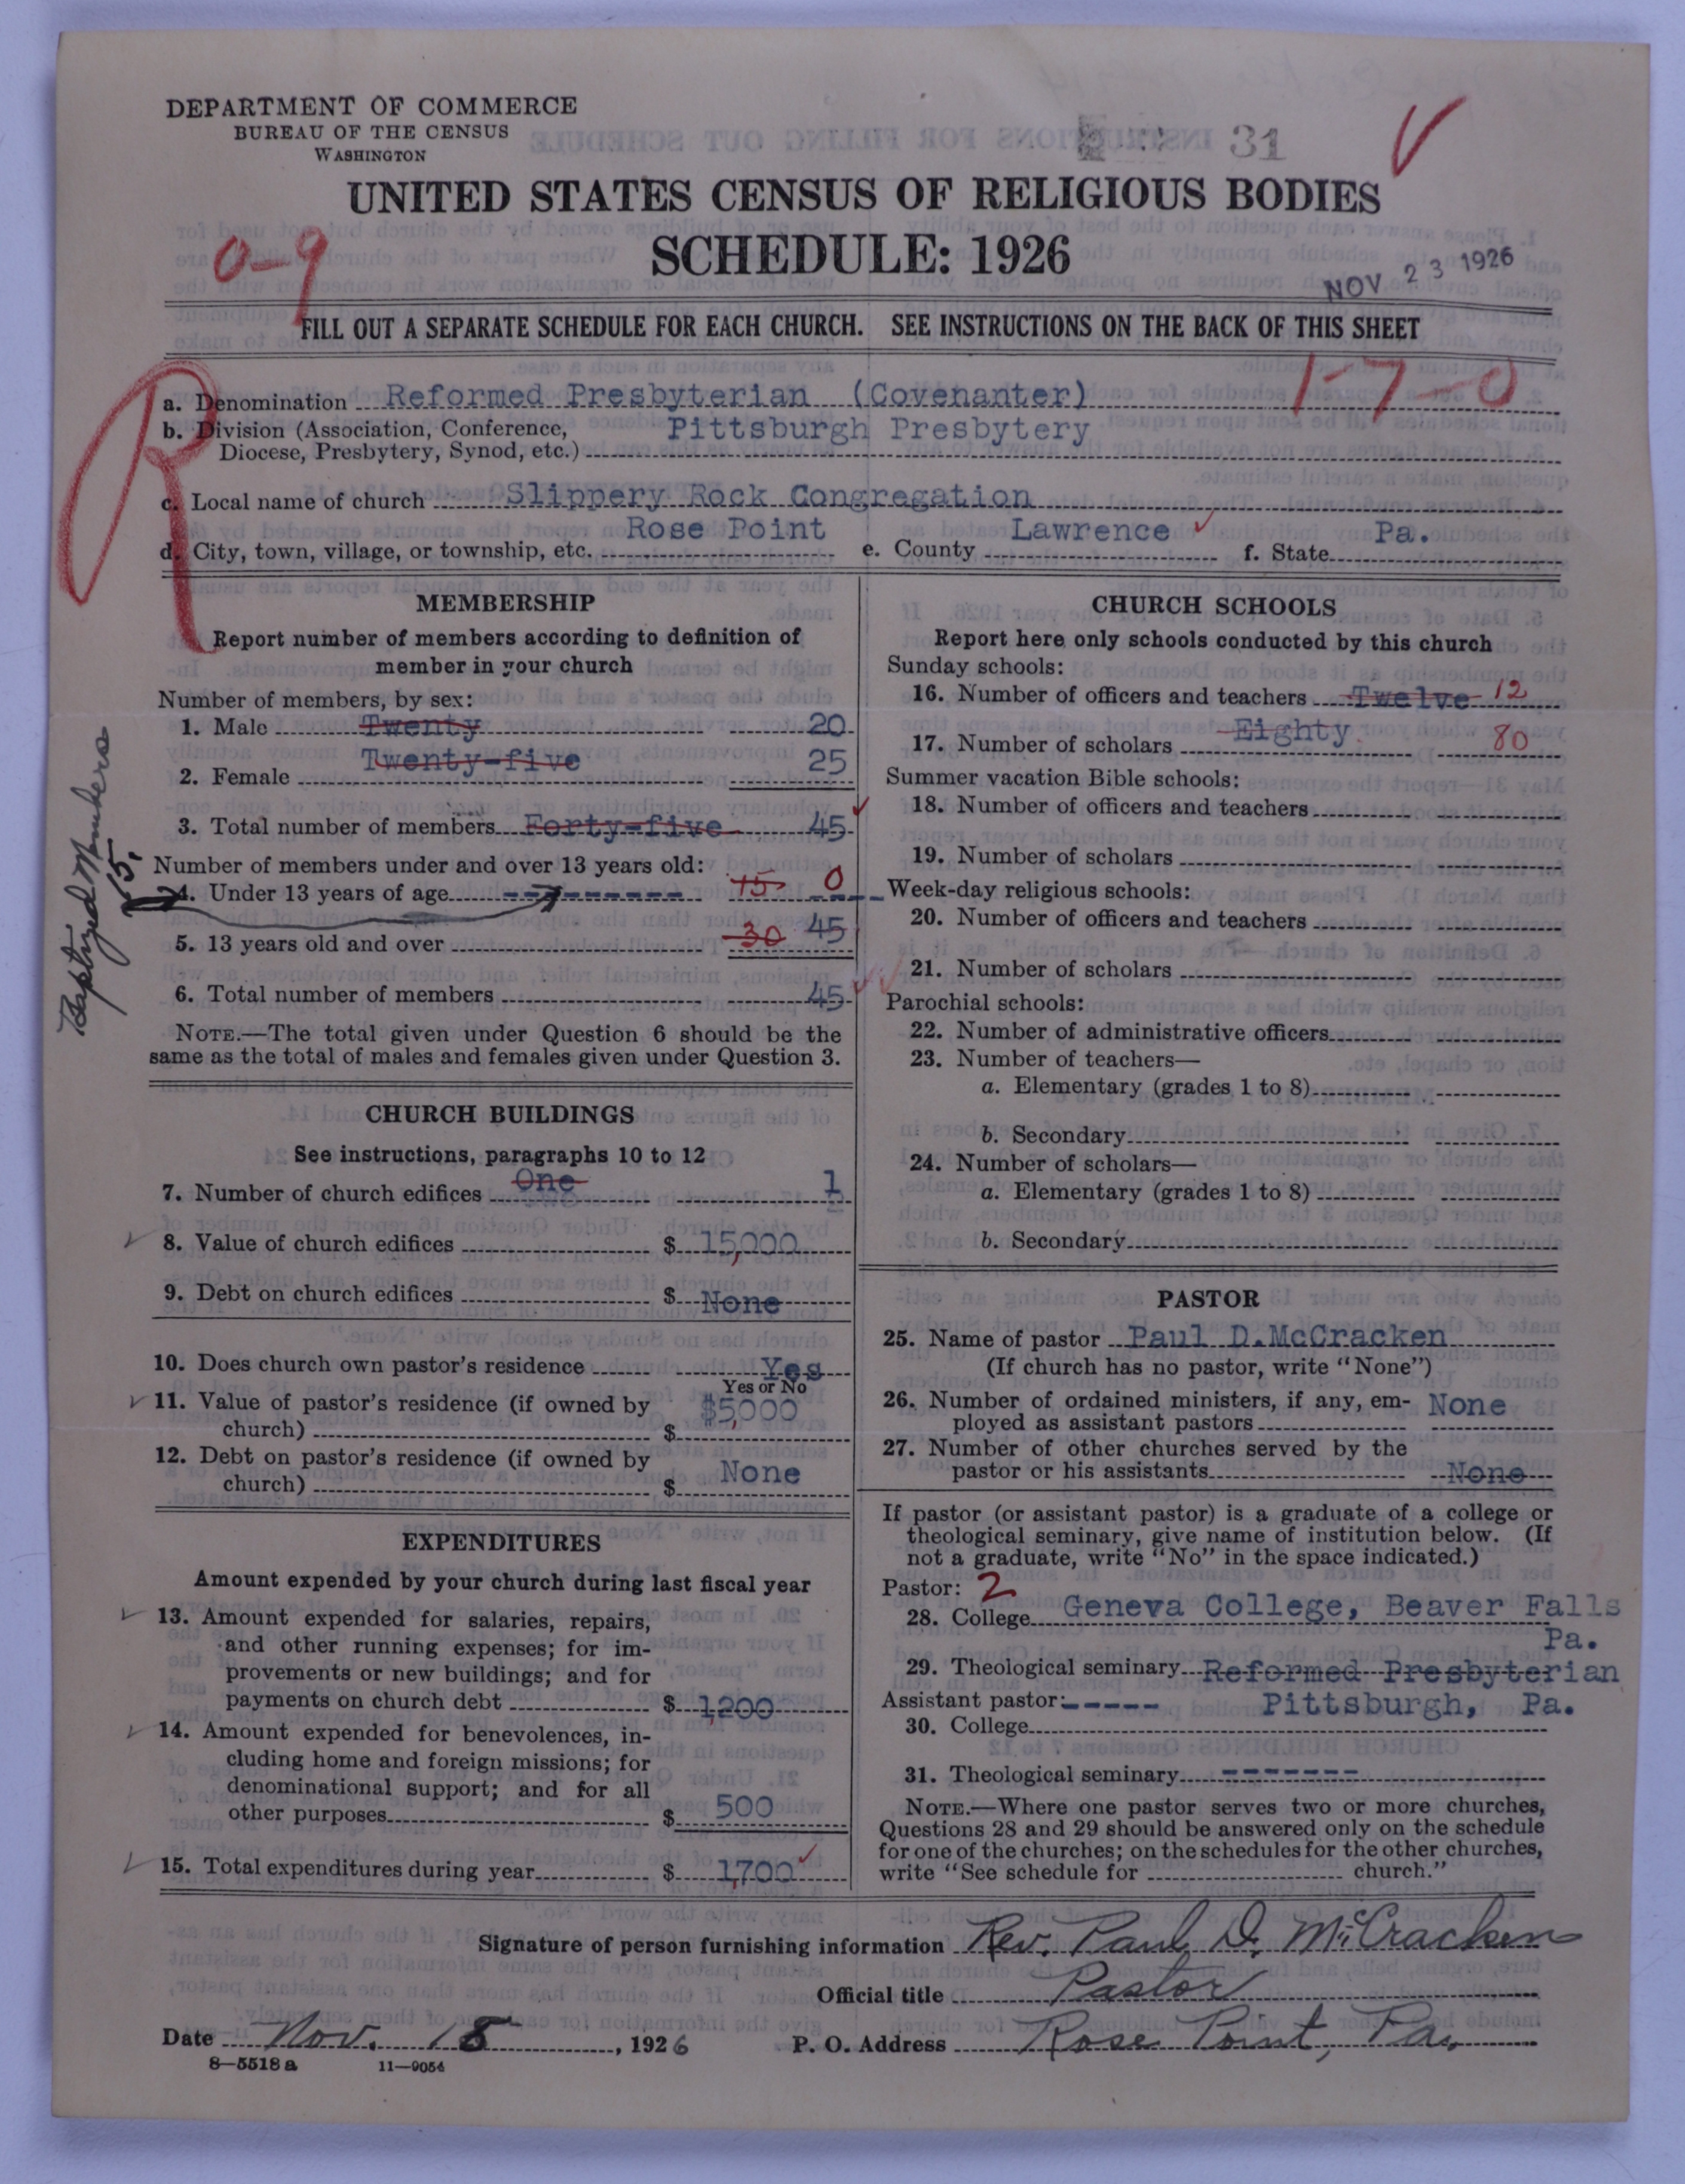 DEPARTMENT OF COMMERCE
BUREAU OF THE CENSUS
WASHINGTON
31
UNITED STATES CENSUS OF RELIGIOUS BODIES
SCHEDULE: 1926
0-9
NOV 23 1926
FILL OUT A SEPARATE SCHEDULE FOR EACH CHURCH. SEE INSTRUCTIONS ON THE BACK OF THIS SHEET
1-7-0
R
a. Denomination Reformed Presbyterian (Covenanter)
b. Division (Association, Conference, Pittsburgh Presbytery
Diocese, Presbytery, Synod, etc.)
c. Local name of church Slippery Rock Congregation
d. City, town, village, or township, etc. Rose Point e. County Lawrence f. State Pa.
MEMBERSHIP
Report number of members according to definition of
member in your church
Number of members, by sex:
1. Male Twenty 20
2. Female Twenty-five 25
3. Total number of members Forty-five 45
Number of members under and over 13 years old:
4. Under 13 years of age ------- 15 0
5. 13 years old and over 30 45
6. Total number of members 45
Baptized Members
15.
NOTE.—The total given under Question 6 should be the
same as the total of males and females given under Question 3.
CHURCH BUILDINGS
See instructions, paragraphs 10 to 12
7. Number of church edifices One 1
8. Value of church edifices $ 15,000
9. Debt on church edifices $ None
10. Does church own pastor's residence Yes
Yes or No
11. Value of pastor's residence (if owned by
church) $ $5,000
12. Debt on pastor's residence (if owned by
church) $ None
EXPENDITURES
Amount expended by your church during last fiscal year
13. Amount expended for salaries, repairs,
and other running expenses; for im-
provements or new buildings; and for
payments on church debt $ 1,200
14. Amount expended for benevolences, in-
cluding home and foreign missions; for
denominational support; and for all
other purposes $ 500
15. Total expenditures during year $ 1,700
CHURCH SCHOOLS
Report here only schools conducted by this church
Sunday schools:
16. Number of officers and teachers Twelve 12
17. Number of scholars Eighty 80
Summer vacation Bible schools:
18. Number of officers and teachers
19. Number of scholars
Week-day religious schools:
20. Number of officers and teachers
21. Number of scholars
Parochial schools:
22. Number of administrative officers
23. Number of teachers—
a. Elementary (grades 1 to 8)
b. Secondary
24. Number of scholars—
a. Elementary (grades 1 to 8)
b. Secondary
PASTOR
25. Name of pastor Paul D.McCracken
(If church has no pastor, write "None")
26. Number of ordained ministers, if any, em-
ployed as assistant pastors None
27. Number of other churches served by the
pastor or his assistants None
If pastor (or assistant pastor) is a graduate of a college or
theological seminary, give name of institution below. (If
not a graduate, write "No" in the space indicated.)
Pastor: 2
28. College Geneva College, Beaver Falls
Pa.
29. Theological seminary Reformed Presbyterian
Assistant pastor: ----- Pittsburgh, Pa.
30. College
31. Theological seminary -------
NOTE.—Where one pastor serves two or more churches,
Questions 28 and 29 should be answered only on the schedule
for one of the churches; on the schedules for the other churches,
write "See schedule for church."
Signature of person furnishing information Rev. Paul D. McCracken
Official title Pastor
Date Nov. 18, 1926 P. O. Address Rose Point, Pa.
8—5518 a 11—9054